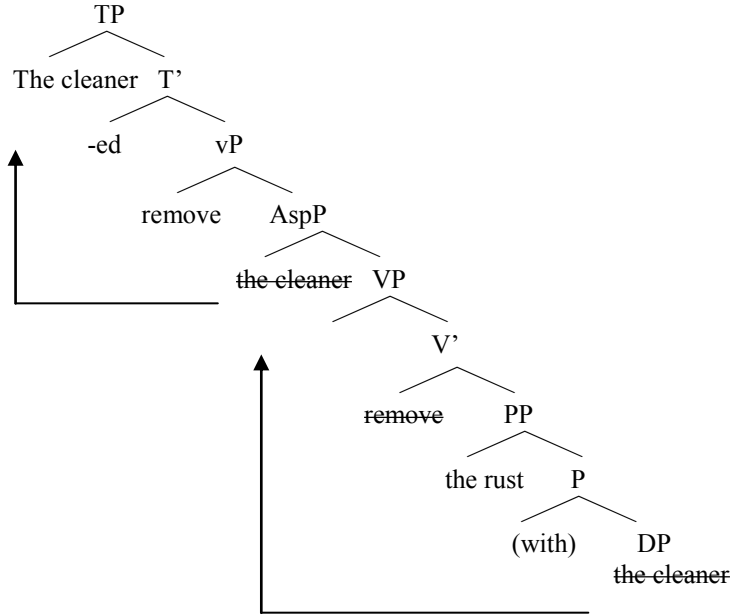 TP
The cleaner T’
-ed vP
remove AspP
the cleaner VP
V’
remove PP
the rust P
(with) DP
the cleaner